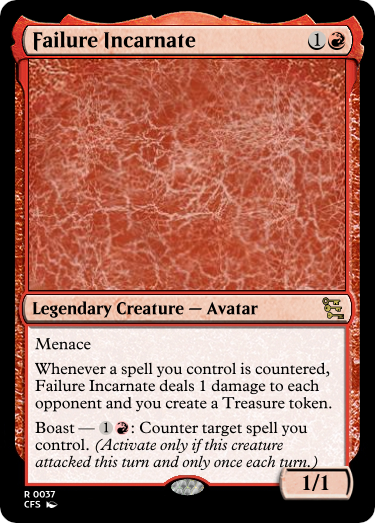 Failure Incarnate 1
Legendary Creature — Avatar
Menace
Whenever a spell you control is countered,
Failure Incarnate deals 1 damage to each
opponent and you create a Treasure token.
Boast — 1 : Counter target spell you
control. (Activate only if this creature
attacked this turn and only once each turn.)
1/1
R 0037
CFS